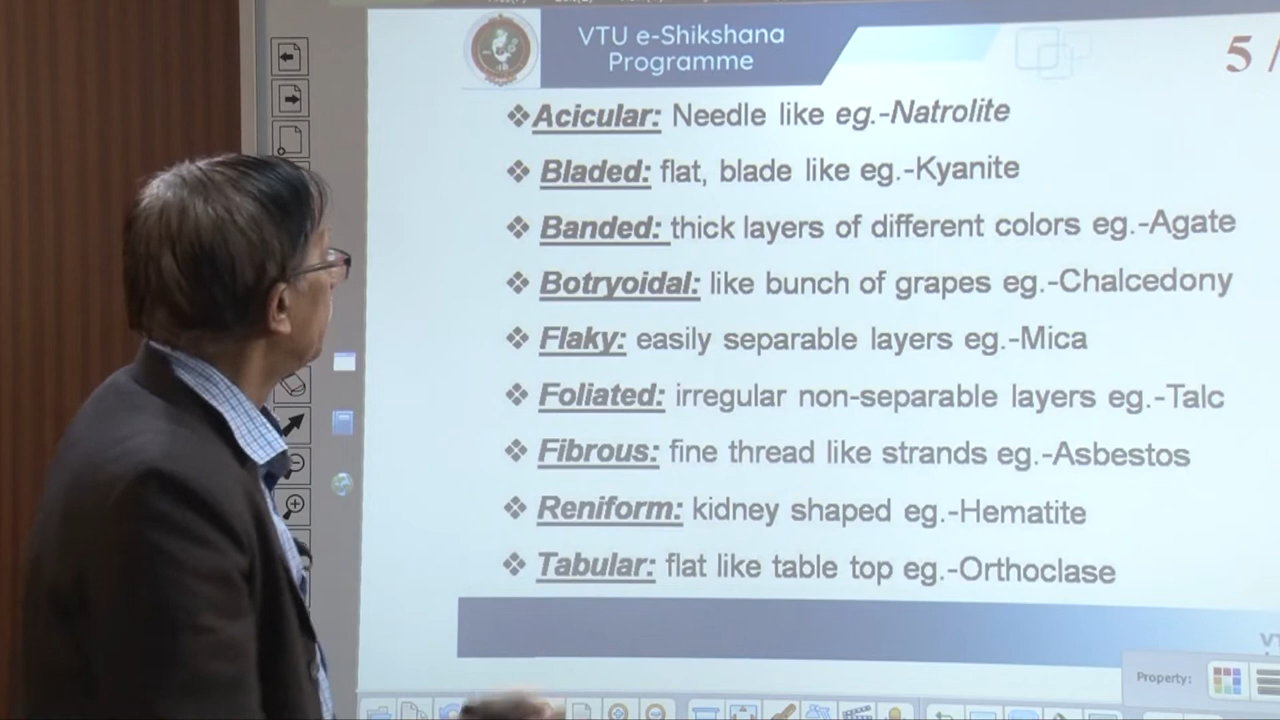 VTU e-Shikshana
Programme
5 /
❖Acicular: Needle like eg.-Natrolite
❖ Bladed: flat, blade like eg.-Kyanite
❖ Banded: thick layers of different colors eg.-Agate
❖ Botryoidal: like bunch of grapes eg.-Chalcedony
❖ Flaky: easily separable layers eg.-Mica
❖ Foliated: irregular non-separable layers eg.-Talc
❖ Fibrous: fine thread like strands eg.-Asbestos
❖ Reniform: kidney shaped eg.-Hematite
❖ Tabular: flat like table top eg.-Orthoclase
Property: